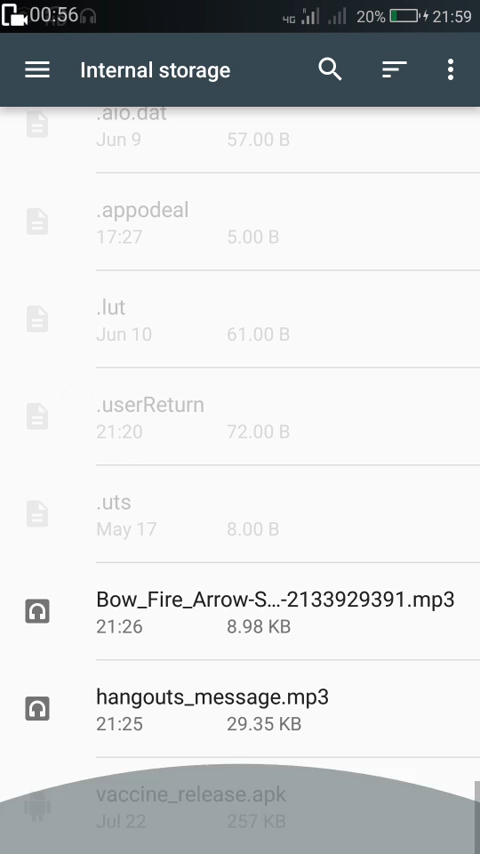 00:56 4G 20% 21:59
Internal storage
.aio.dat
Jun 9 57.00 B
.appodeal
17:27 5.00 B
.lut
Jun 10 61.00 B
.userReturn
21:20 72.00 B
.uts
May 17 8.00 B
Bow_Fire_Arrow-S...-2133929391.mp3
21:26 8.98 KB
hangouts_message.mp3
21:25 29.35 KB
vaccine_release.apk
Jul 22 257 KB